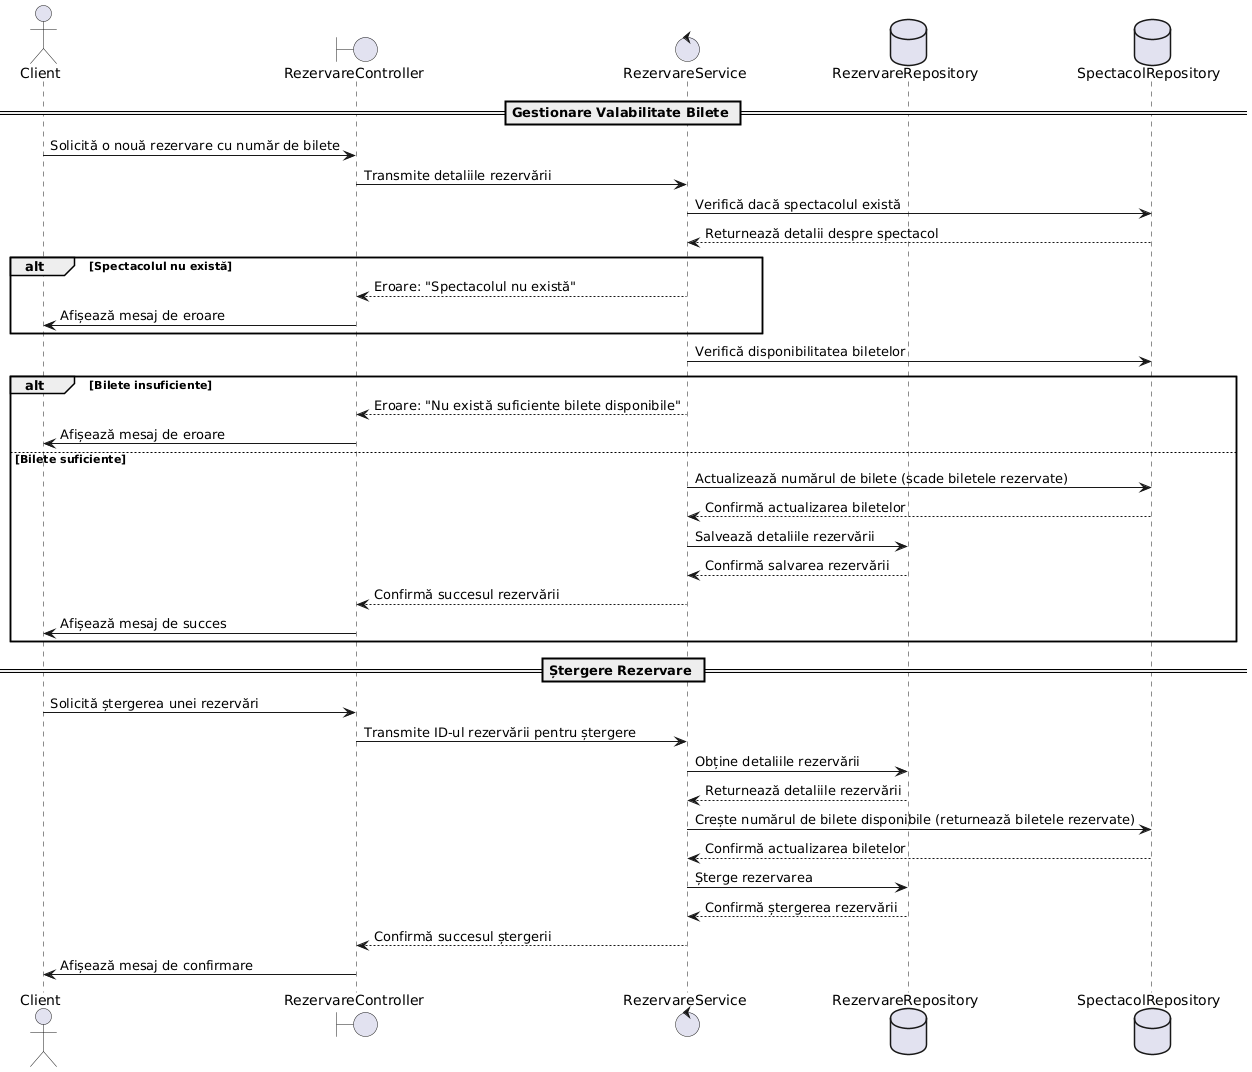 Client
RezervareController
RezervareService
RezervareRepository
SpectacolRepository
Gestionare Valabilitate Bilete
Solicită o nouă rezervare cu număr de bilete
Transmite detaliile rezervării
Verifică dacă spectacolul există
Returnează detalii despre spectacol
alt [Spectacolul nu există]
Eroare: "Spectacolul nu există"
Afișează mesaj de eroare
Verifică disponibilitatea biletelor
alt [Bilete insuficiente]
Eroare: "Nu există suficiente bilete disponibile"
Afișează mesaj de eroare
[Bilete suficiente]
Actualizează numărul de bilete (scade biletele rezervate)
Confirmă actualizarea biletelor
Salvează detaliile rezervării
Confirmă salvarea rezervării
Confirmă succesul rezervării
Afișează mesaj de succes
Ștergere Rezervare
Solicită ștergerea unei rezervări
Transmite ID-ul rezervării pentru ștergere
Obține detaliile rezervării
Returnează detaliile rezervării
Crește numărul de bilete disponibile (returnează biletele rezervate)
Confirmă actualizarea biletelor
Șterge rezervarea
Confirmă ștergerea rezervării
Confirmă succesul ștergerii
Afișează mesaj de confirmare
Client
RezervareController
RezervareService
RezervareRepository
SpectacolRepository